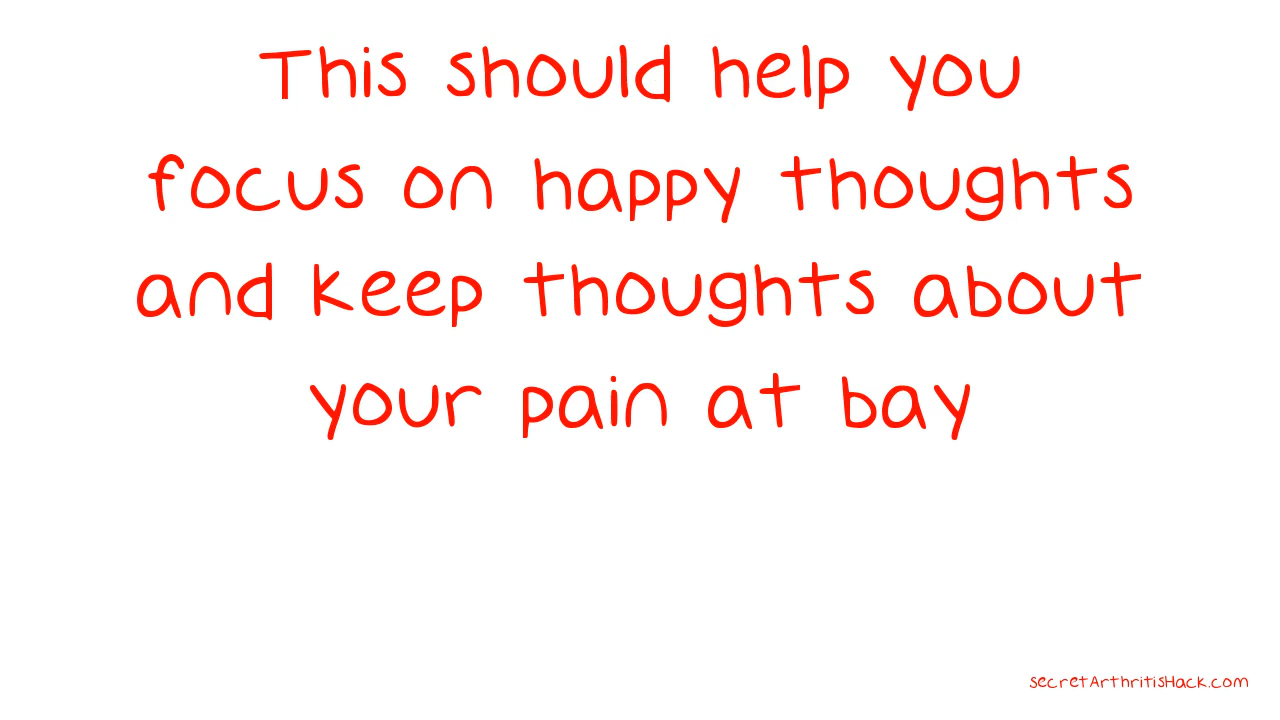 This should help you
focus on happy thoughts
and keep thoughts about
your pain at bay
secretArthritisHack.com